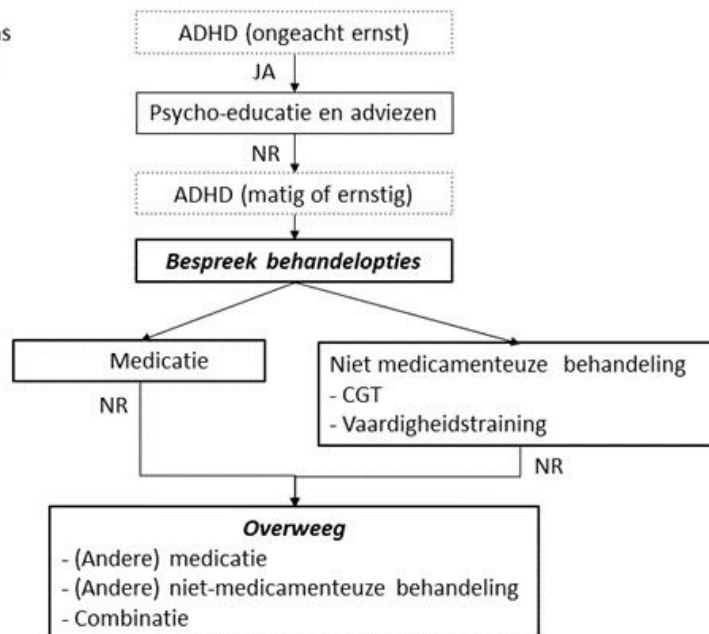 ADHD (ongeacht ernst)
JA
Psycho-educatie en adviezen
NR
ADHD (matig of ernstig)
Bespreek behandelopties
Medicatie
Niet medicamenteuze behandeling
- CGT
- Vaardigheidstraining
NR
NR
Overweeg
- (Andere) medicatie
- (Andere) niet-medicamenteuze behandeling
- Combinatie